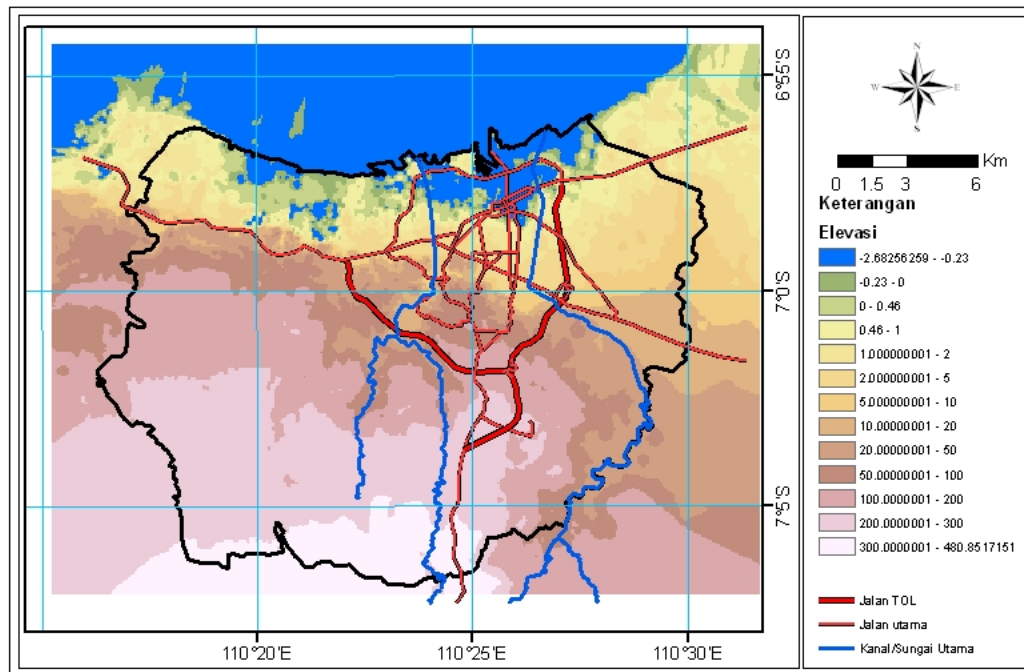 N
W E
S
Km
0 1.5 3 6
Keterangan
Elevasi
-2.68256259 - -0.23
-0.23 - 0
0 - 0.46
0.46 - 1
1.000000001 - 2
2.000000001 - 5
5.000000001 - 10
10.00000001 - 20
20.00000001 - 50
50.00000001 - 100
100.0000001 - 200
200.0000001 - 300
300.0000001 - 480.8517151
Jalan TOL
Jalan utama
Kanal/Sungai Utama
6°55'S
7°0'S
7°5'S
110°20'E 110°25'E 110°30'E